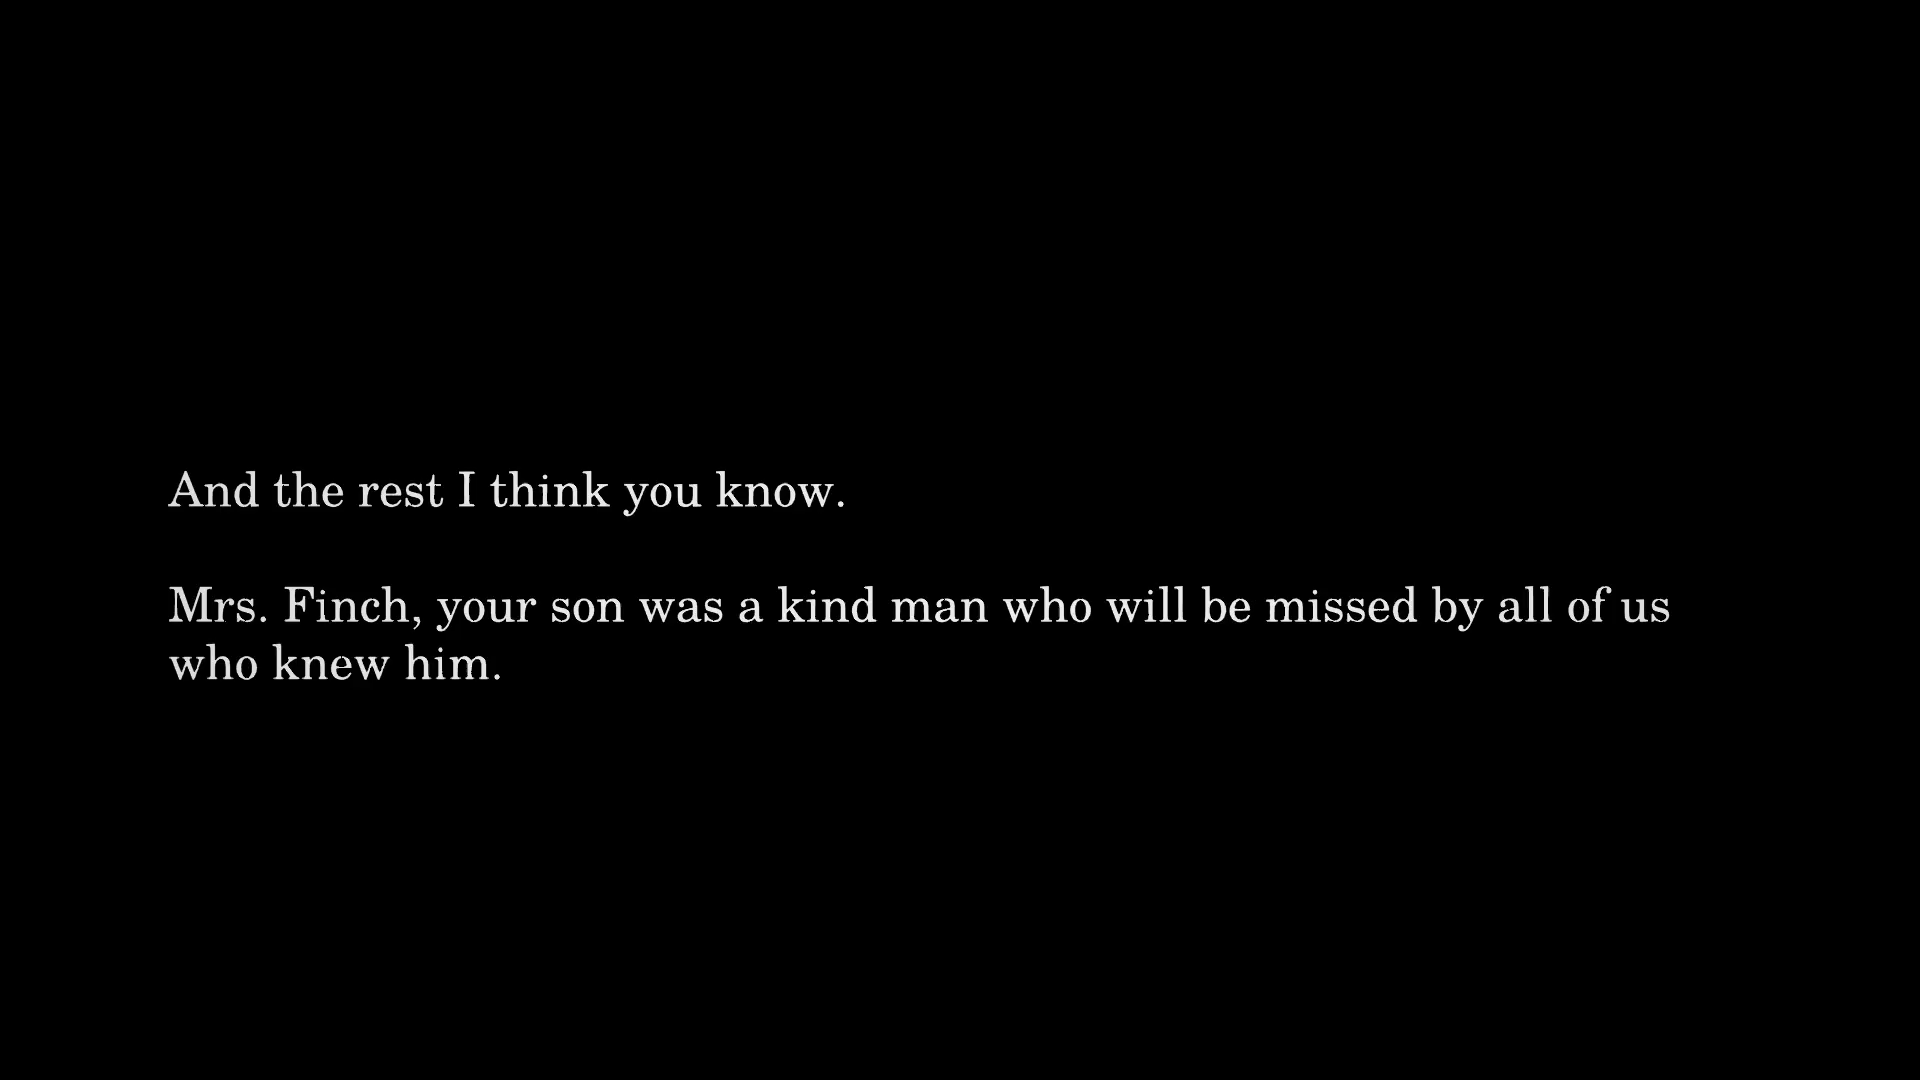 And the rest I think you know.
Mrs. Finch, your son was a kind man who will be missed by all of us
who knew him.